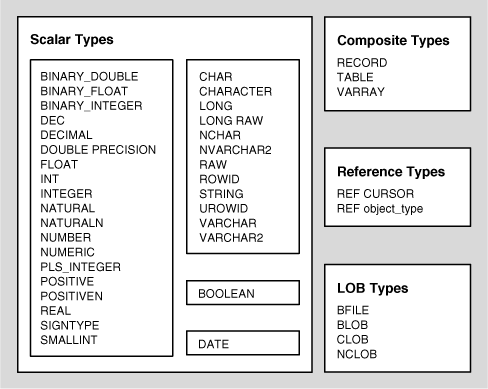 Scalar Types
BINARY_DOUBLE
BINARY_FLOAT
BINARY_INTEGER
DEC
DECIMAL
DOUBLE PRECISION
FLOAT
INT
INTEGER
NATURAL
NATURALN
NUMBER
NUMERIC
PLS_INTEGER
POSITIVE
POSITIVEN
REAL
SIGNTYPE
SMALLINT
CHAR
CHARACTER
LONG
LONG RAW
NCHAR
NVARCHAR2
RAW
ROWID
STRING
UROWID
VARCHAR
VARCHAR2
BOOLEAN
DATE
Composite Types
RECORD
TABLE
VARRAY
Reference Types
REF CURSOR
REF object_type
LOB Types
BFILE
BLOB
CLOB
NCLOB